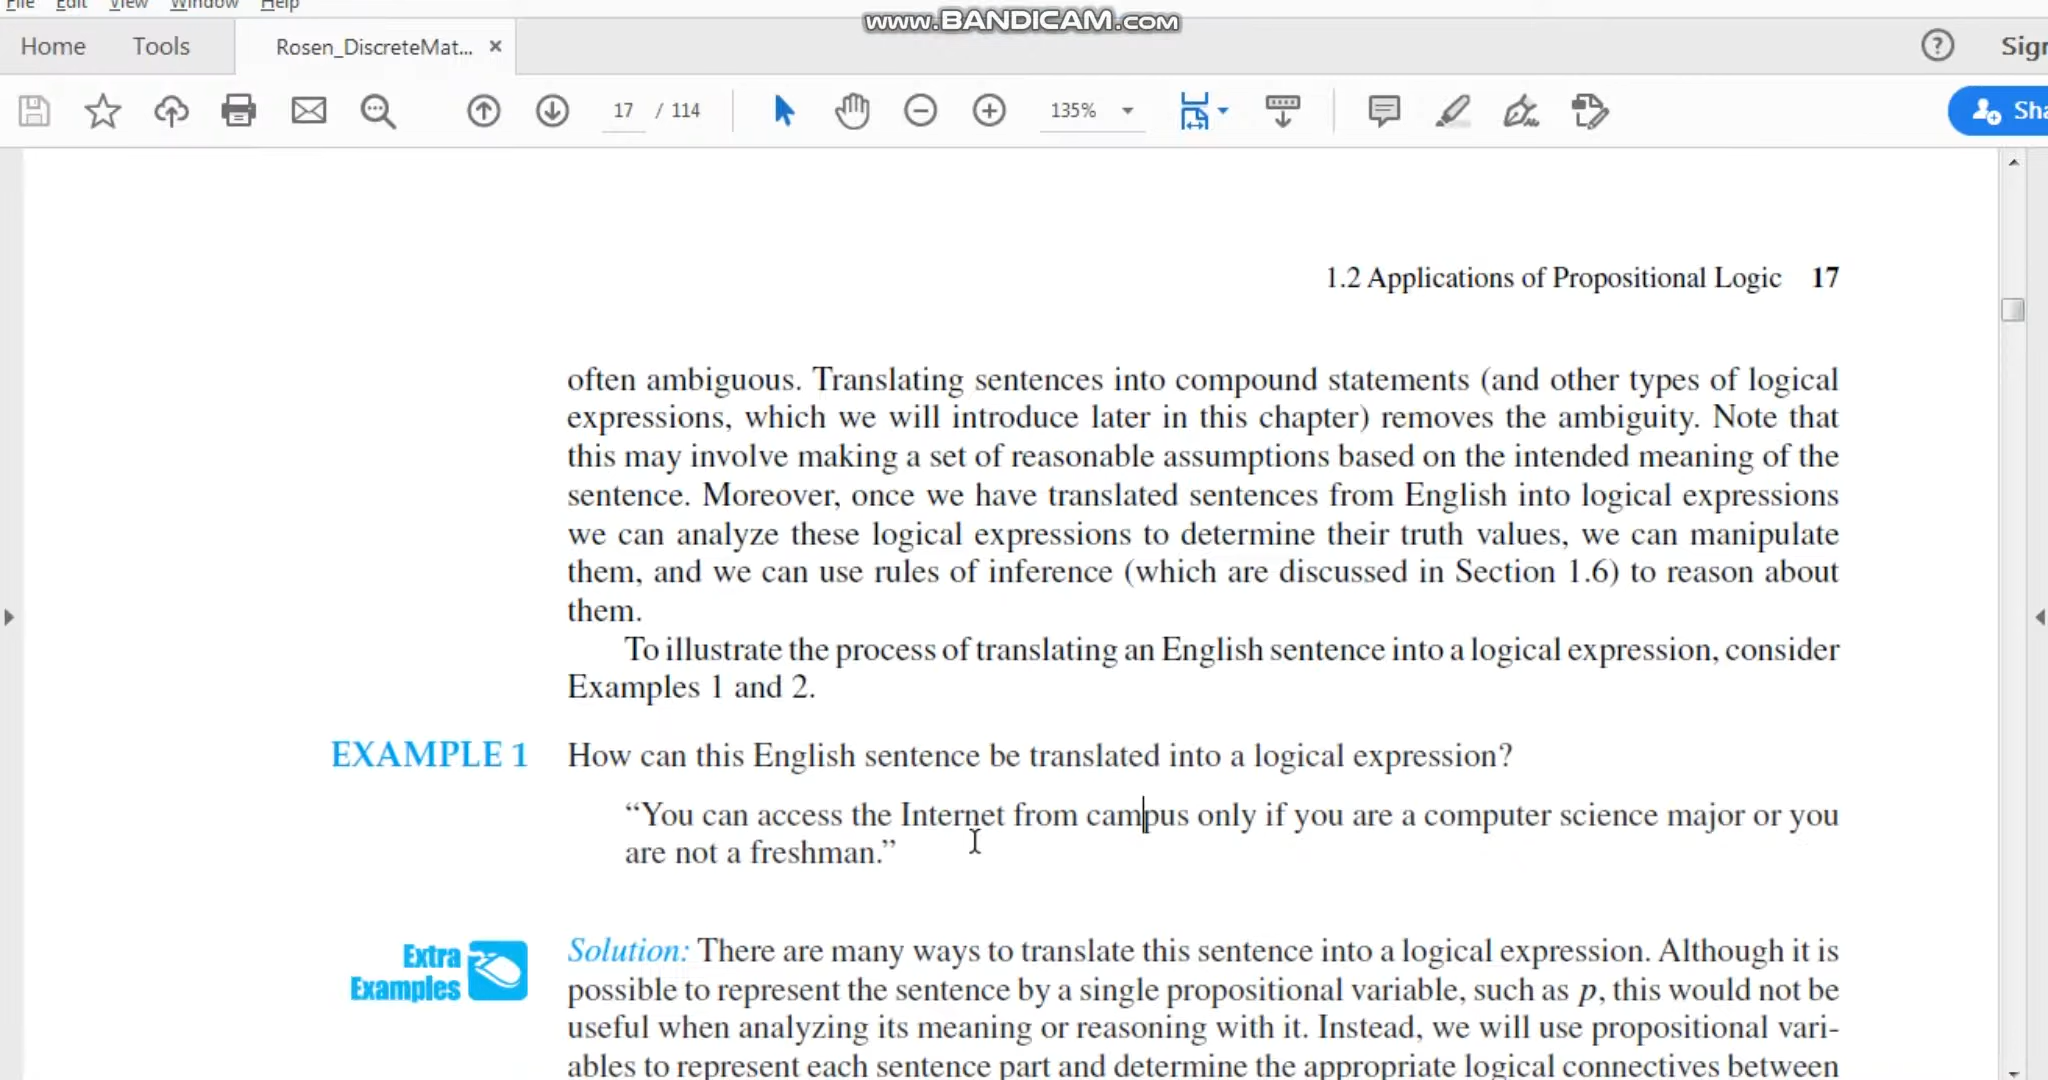 File Edit View Window Help
www.BANDICAM.com
Home Tools Rosen_DiscreteMat... × ? Sign
17 / 114 135% Sha
1.2 Applications of Propositional Logic 17
often ambiguous. Translating sentences into compound statements (and other types of logical
expressions, which we will introduce later in this chapter) removes the ambiguity. Note that
this may involve making a set of reasonable assumptions based on the intended meaning of the
sentence. Moreover, once we have translated sentences from English into logical expressions
we can analyze these logical expressions to determine their truth values, we can manipulate
them, and we can use rules of inference (which are discussed in Section 1.6) to reason about
them.
To illustrate the process of translating an English sentence into a logical expression, consider
Examples 1 and 2.
EXAMPLE 1 How can this English sentence be translated into a logical expression?
“You can access the Internet from campus only if you are a computer science major or you
are not a freshman.”
Extra
Examples
Solution: There are many ways to translate this sentence into a logical expression. Although it is
possible to represent the sentence by a single propositional variable, such as p, this would not be
useful when analyzing its meaning or reasoning with it. Instead, we will use propositional vari-
ables to represent each sentence part and determine the appropriate logical connectives between